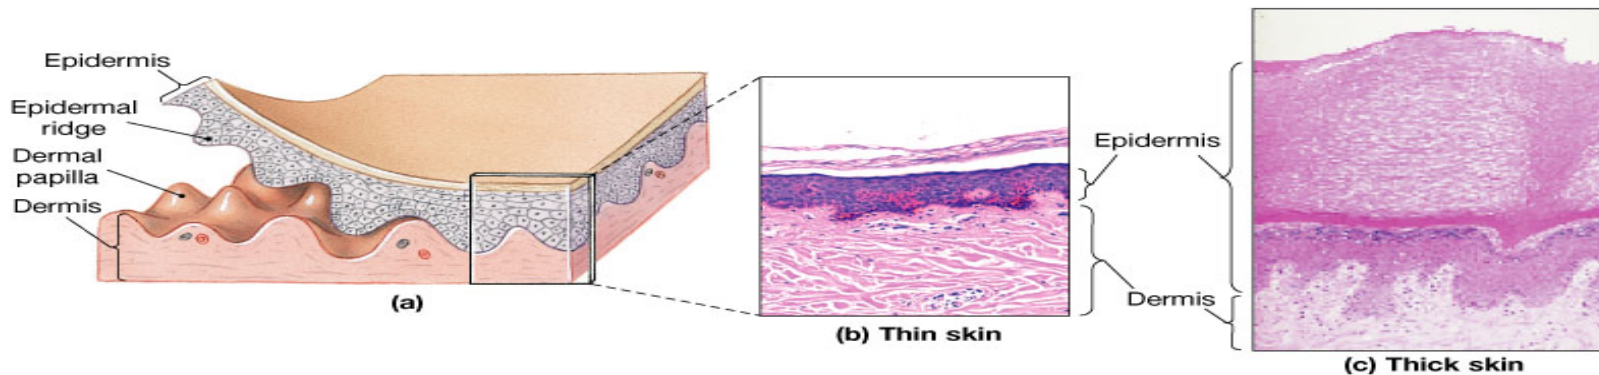 Epidermis
Epidermal
ridge
Dermal
papilla
Dermis
(a)
(b) Thin skin
Epidermis
Dermis
(c) Thick skin